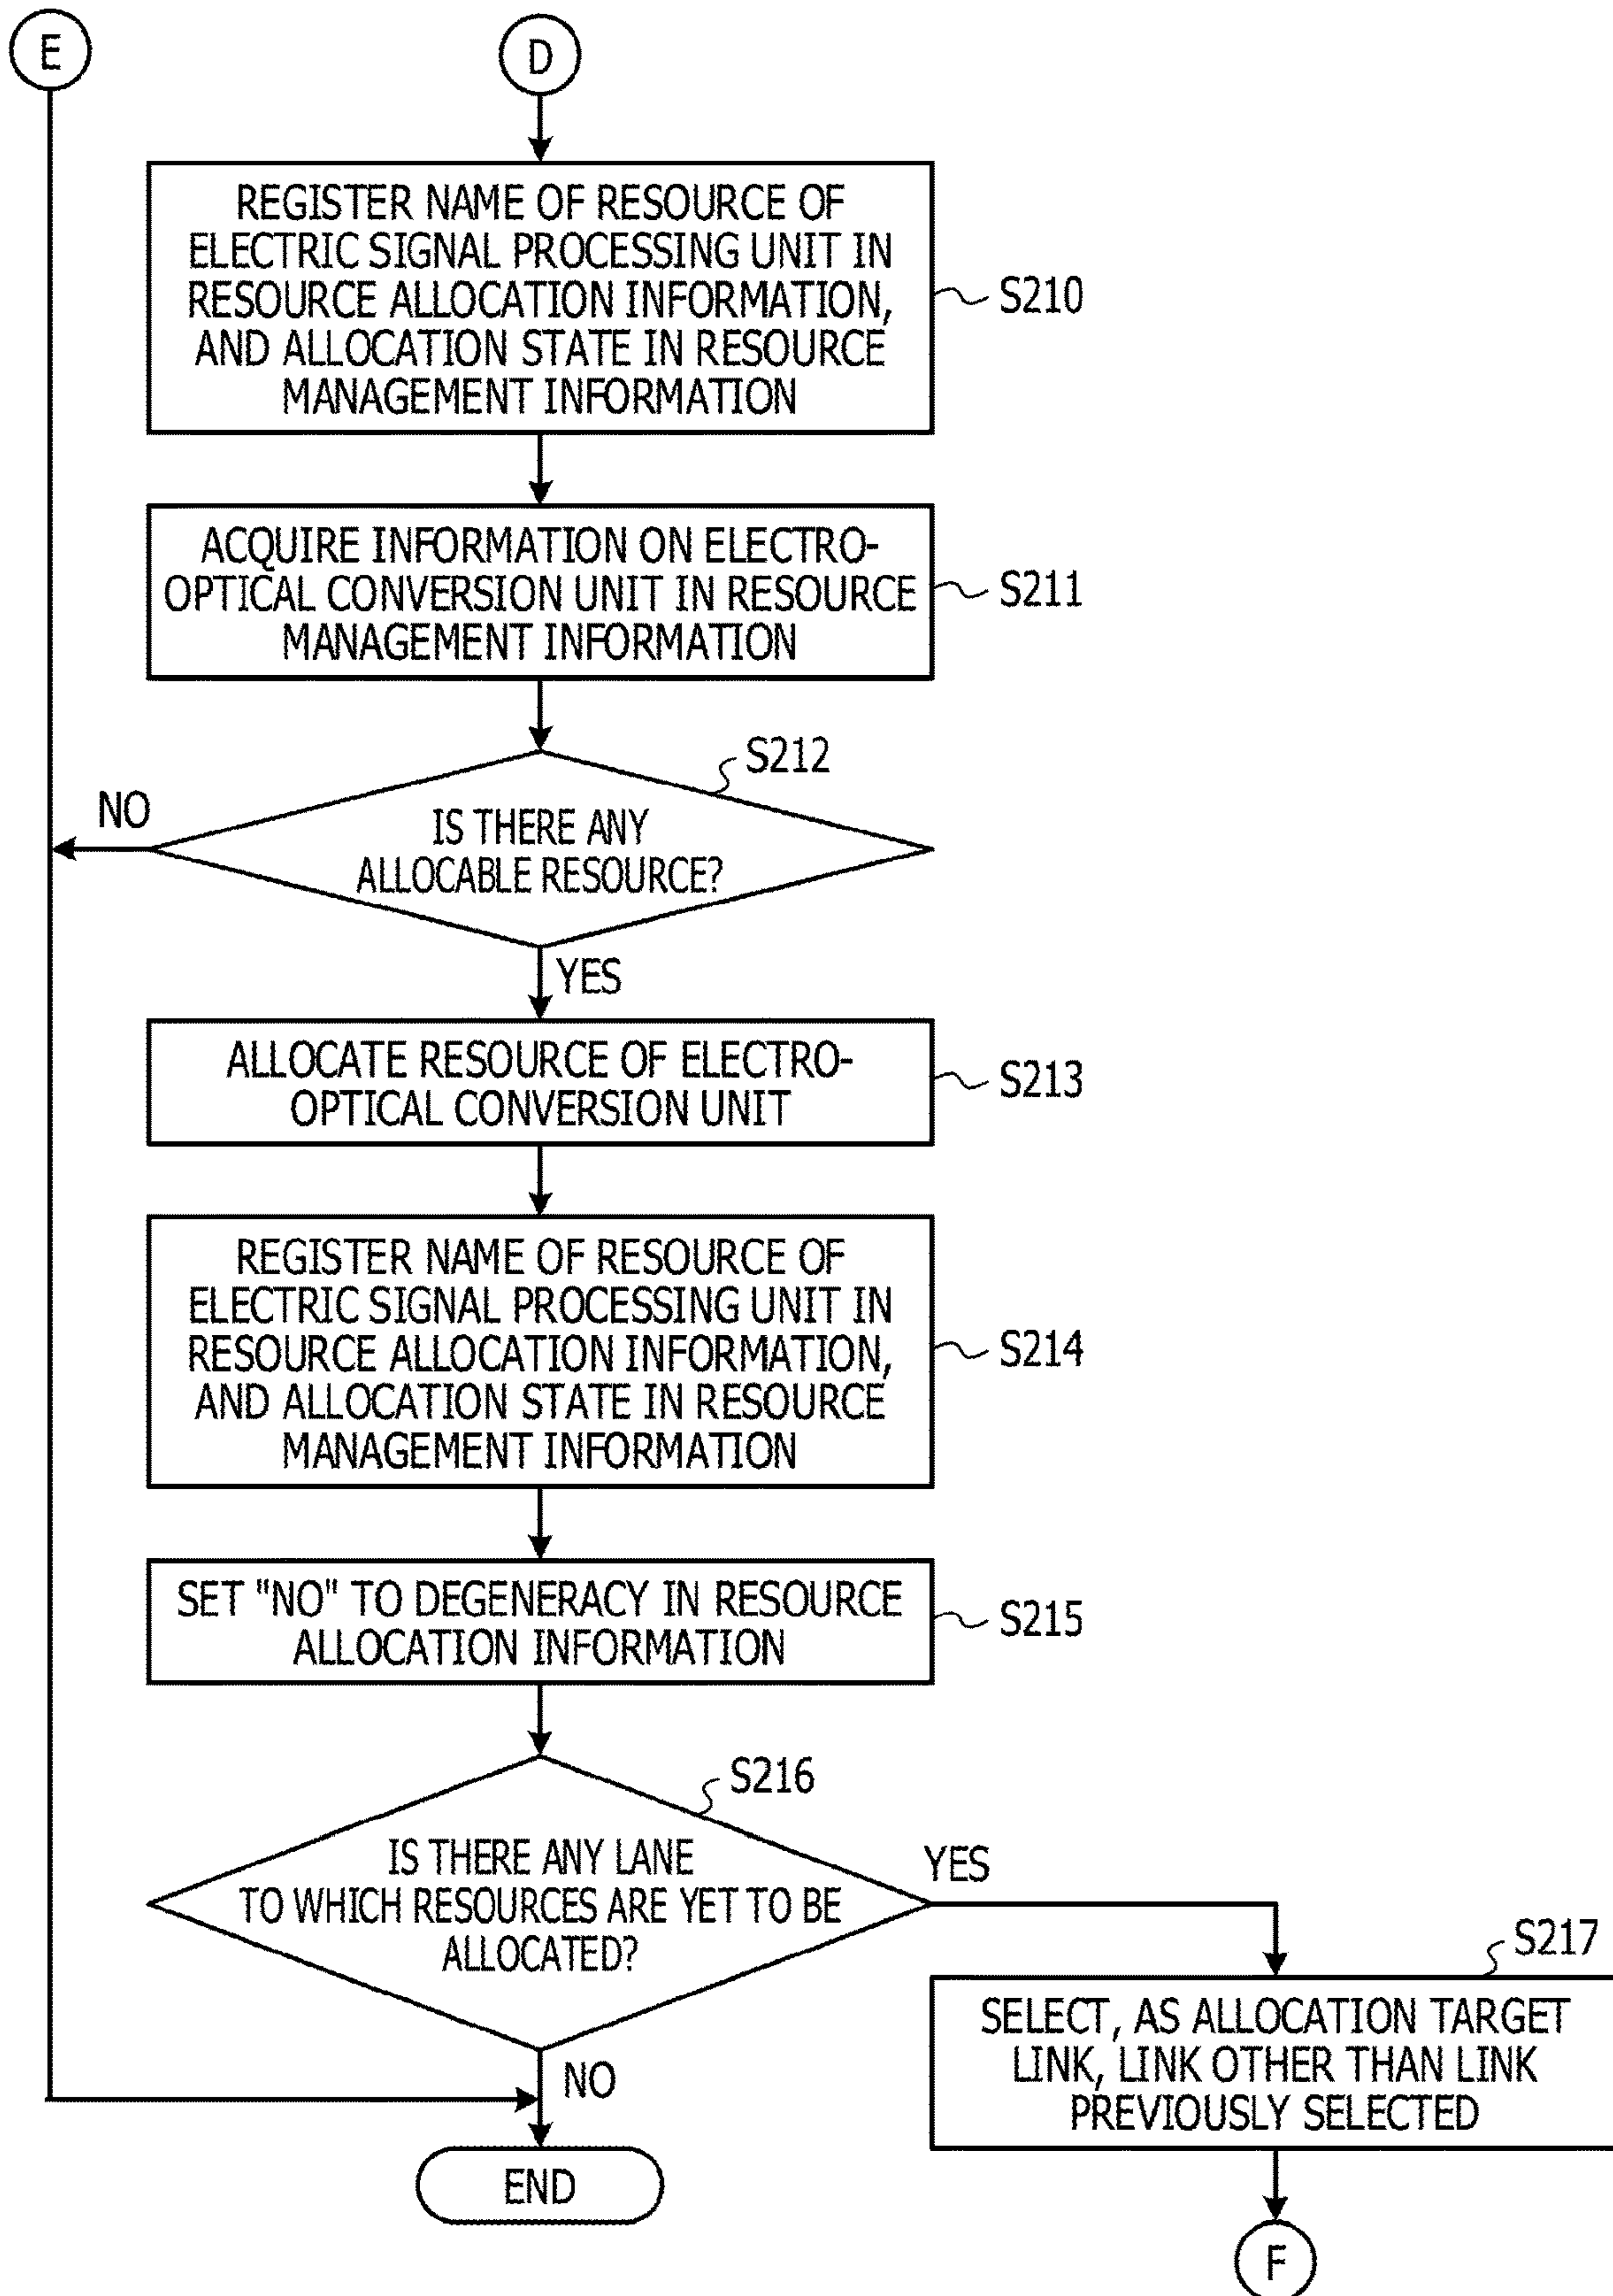 E
D
REGISTER NAME OF RESOURCE OF
ELECTRIC SIGNAL PROCESSING UNIT IN
RESOURCE ALLOCATION INFORMATION,
AND ALLOCATION STATE IN RESOURCE
MANAGEMENT INFORMATION
S210
ACQUIRE INFORMATION ON ELECTRO-
OPTICAL CONVERSION UNIT IN RESOURCE
MANAGEMENT INFORMATION
S211
S212
NO
IS THERE ANY
ALLOCABLE RESOURCE?
YES
ALLOCATE RESOURCE OF ELECTRO-
OPTICAL CONVERSION UNIT
S213
REGISTER NAME OF RESOURCE OF
ELECTRIC SIGNAL PROCESSING UNIT IN
RESOURCE ALLOCATION INFORMATION,
AND ALLOCATION STATE IN RESOURCE
MANAGEMENT INFORMATION
S214
SET "NO" TO DEGENERACY IN RESOURCE
ALLOCATION INFORMATION
S215
S216
IS THERE ANY LANE
TO WHICH RESOURCES ARE YET TO BE
ALLOCATED?
YES
S217
SELECT, AS ALLOCATION TARGET
LINK, LINK OTHER THAN LINK
PREVIOUSLY SELECTED
NO
END
F